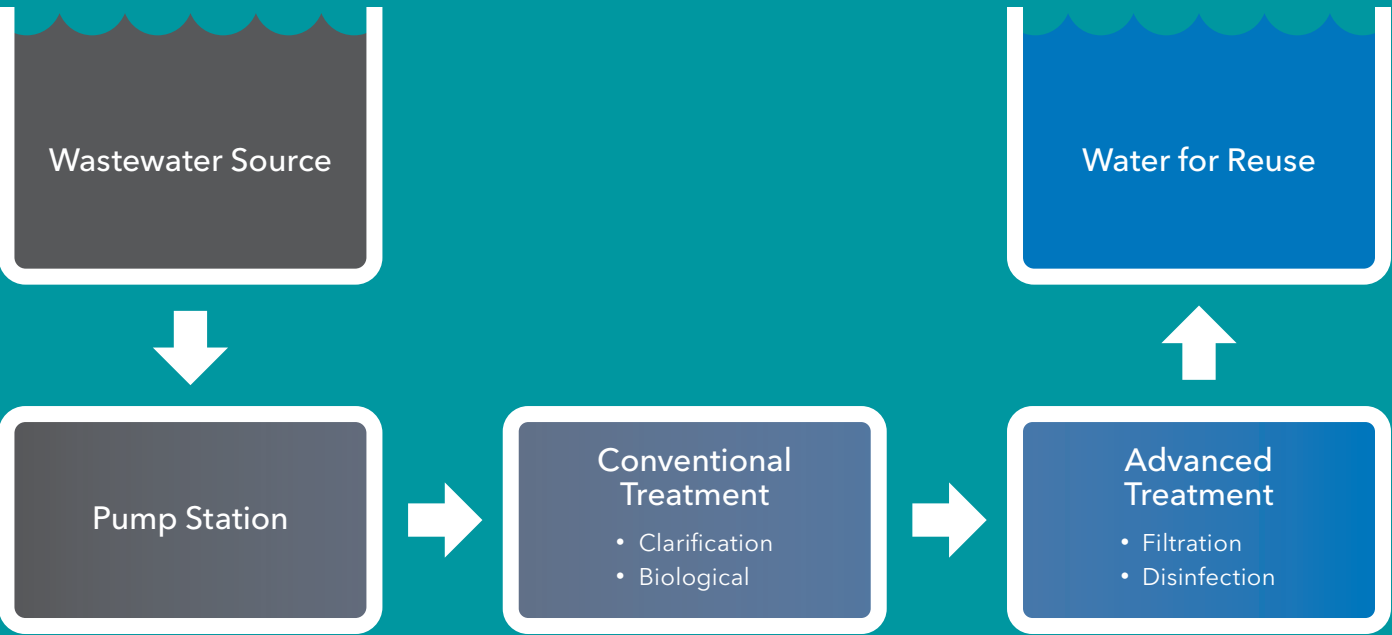 Wastewater Source
Water for Reuse
Pump Station
Conventional
Treatment
• Clarification
• Biological
Advanced
Treatment
• Filtration
• Disinfection